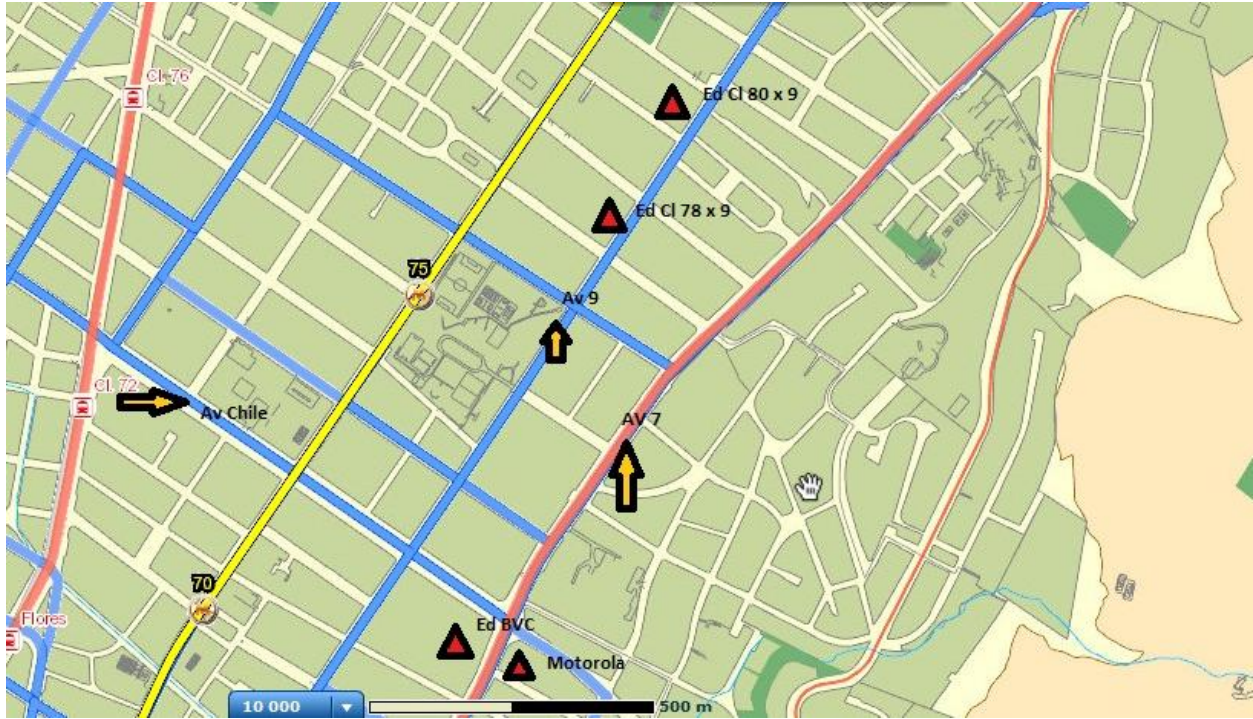 Cl. 76
Ed Cl 80 x 9
Ed Cl 78 x 9
75
Av 9
Cl. 72
Av Chile
AV 7
70
Flores
Ed BVC
Motorola
10 000
500 m